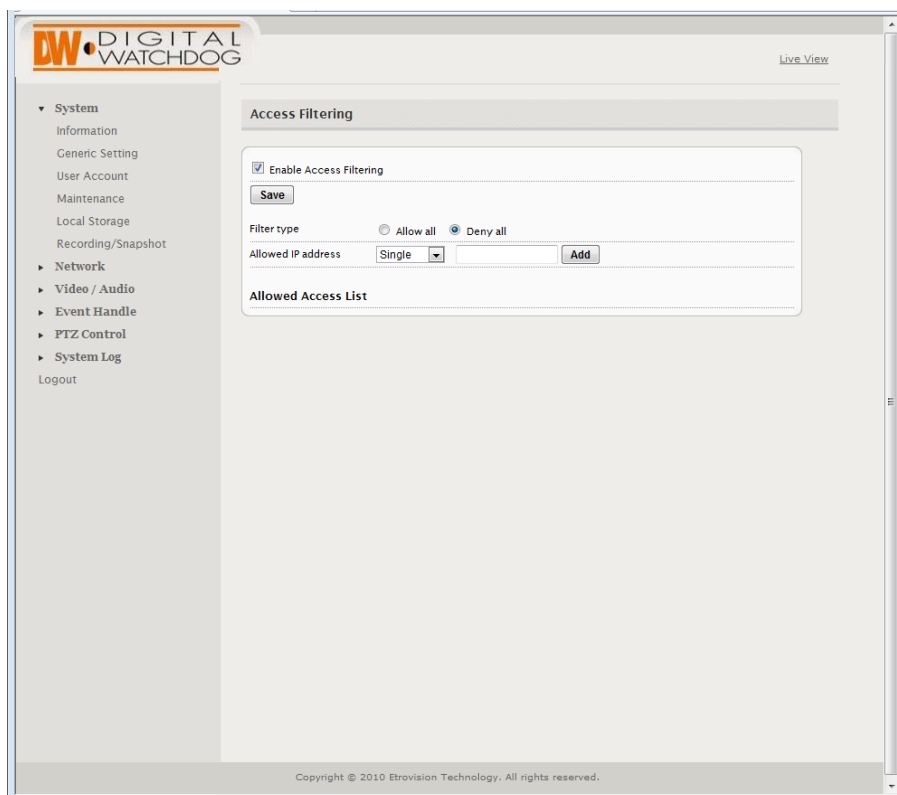 DW DIGITAL
WATCHDOG
Live View
System
Information
Generic Setting
User Account
Maintenance
Local Storage
Recording/Snapshot
Network
Video / Audio
Event Handle
PTZ Control
System Log
Logout
Access Filtering
Enable Access Filtering
Save
Filter type Allow all Deny all
Allowed IP address Single Add
Allowed Access List
Copyright © 2010 Etrovision Technology. All rights reserved.